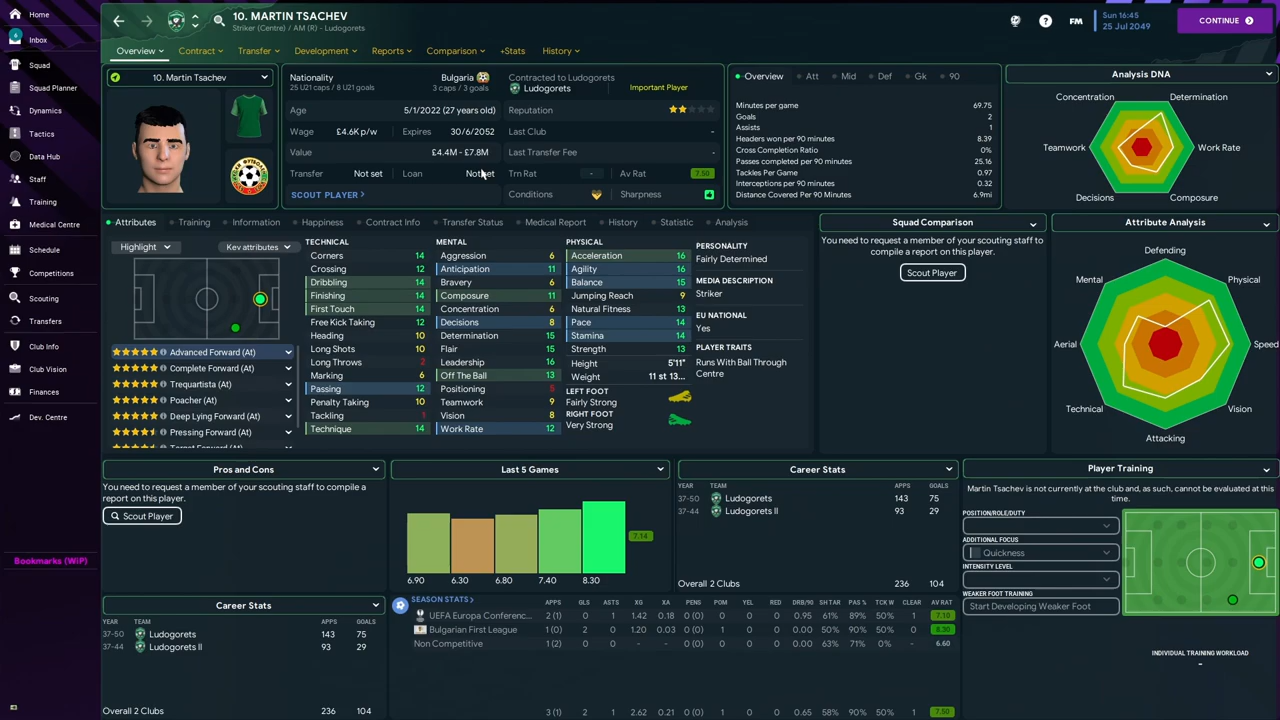 Home
Inbox
Squad
Squad Planner
Dynamics
Tactics
Data Hub
Staff
Training
Medical Centre
Schedule
Competitions
Scouting
Transfers
Club Info
Club Vision
Finances
Dev. Centre
Bookmarks (WiP)
10. MARTIN TSACHEV
Striker (Centre) / AM (R) - Ludogorets
FM
Sun 16:45
25 Jul 2049
CONTINUE
Overview
Contract
Transfer
Development
Reports
Comparison
+Stats
History
10. Martin Tsachev
Nationality
Bulgaria
25 U21 caps / 8 U21 goals
3 caps / 3 goals
Age
5/1/2022 (27 years old)
Wage £4.6K p/w Expires 30/6/2052
Value £4.4M - £7.8M
Transfer Not set Loan Not set
SCOUT PLAYER >
Contracted to Ludogorets
Ludogorets
Important Player
Reputation
Last Club -
Last Transfer Fee -
Trn Rat - Av Rat 7.50
Conditions Sharpness
Overview Att Mid Def Gk 90
Minutes per game 69.75
Goals 2
Assists 1
Headers won per 90 minutes 8.39
Cross Completion Ratio 0%
Passes completed per 90 minutes 25.16
Tackles Per Game 0.97
Interceptions per 90 minutes 0.32
Distance Covered Per 90 Minutes 6.9mi
Analysis DNA
Concentration Determination
Teamwork Work Rate
Decisions Composure
Attributes Training Information Happiness Contract Info Transfer Status Medical Report History Statistic Analysis
Highlight
Key attributes
Advanced Forward (At)
Complete Forward (At)
Trequartista (At)
Poacher (At)
Deep Lying Forward (At)
Pressing Forward (At)
Target Forward (At)
TECHNICAL
Corners 14
Crossing 12
Dribbling 14
Finishing 14
First Touch 14
Free Kick Taking 12
Heading 10
Long Shots 10
Long Throws 2
Marking 6
Passing 12
Penalty Taking 10
Tackling 1
Technique 14
MENTAL
Aggression 6
Anticipation 11
Bravery 6
Composure 11
Concentration 6
Decisions 8
Determination 15
Flair 15
Leadership 16
Off The Ball 13
Positioning 5
Teamwork 9
Vision 8
Work Rate 12
PHYSICAL
Acceleration 16
Agility 16
Balance 15
Jumping Reach 9
Natural Fitness 13
Pace 14
Stamina 14
Strength 13
Height 5'11"
Weight 11 st 13...
LEFT FOOT
Fairly Strong
RIGHT FOOT
Very Strong
PERSONALITY
Fairly Determined
MEDIA DESCRIPTION
Striker
EU NATIONAL
Yes
PLAYER TRAITS
Runs With Ball Through
Centre
Squad Comparison
You need to request a member of your scouting staff to
compile a report on this player.
Scout Player
Attribute Analysis
Defending
Mental Physical
Aerial Speed
Technical Vision
Attacking
Pros and Cons
You need to request a member of your scouting staff to compile a
report on this player.
Scout Player
Last 5 Games
7.14
6.90 6.30 6.80 7.40 8.30
Career Stats
YEAR TEAM APPS GOALS
37-50 Ludogorets 143 75
37-44 Ludogorets II 93 29
Overall 2 Clubs 236 104
Player Training
Martin Tsachev is not currently at the club and, as such, cannot be evaluated at this
time.
POSITION/ROLE/DUTY
ADDITIONAL FOCUS
Quickness
INTENSITY LEVEL
WEAKER FOOT TRAINING
Start Developing Weaker Foot
INDIVIDUAL TRAINING WORKLOAD
-
Career Stats
YEAR TEAM APPS GOALS
37-50 Ludogorets 143 75
37-44 Ludogorets II 93 29
Overall 2 Clubs 236 104
SEASON STATS > APPS GLS ASTS XG XA PENS POM YEL RED DRB/90 SH TAR PAS % TCK W CLEAR AV RAT
UEFA Europa Conferenc... 2 (1) 0 1 1.42 0.18 0 (0) 0 0 0 0.95 61% 89% 50% 1 7.10
Bulgarian First League 1 (0) 2 0 1.20 0.03 0 (0) 1 0 0 0.00 50% 90% 50% 0 8.30
Non Competitive 1 (2) 0 0 - - 0 (0) 0 0 0 0.00 63% 71% 0% - 6.60
3 (1) 2 1 2.62 0.21 0 (0) 1 0 0 0.65 58% 90% 50% 1 7.50